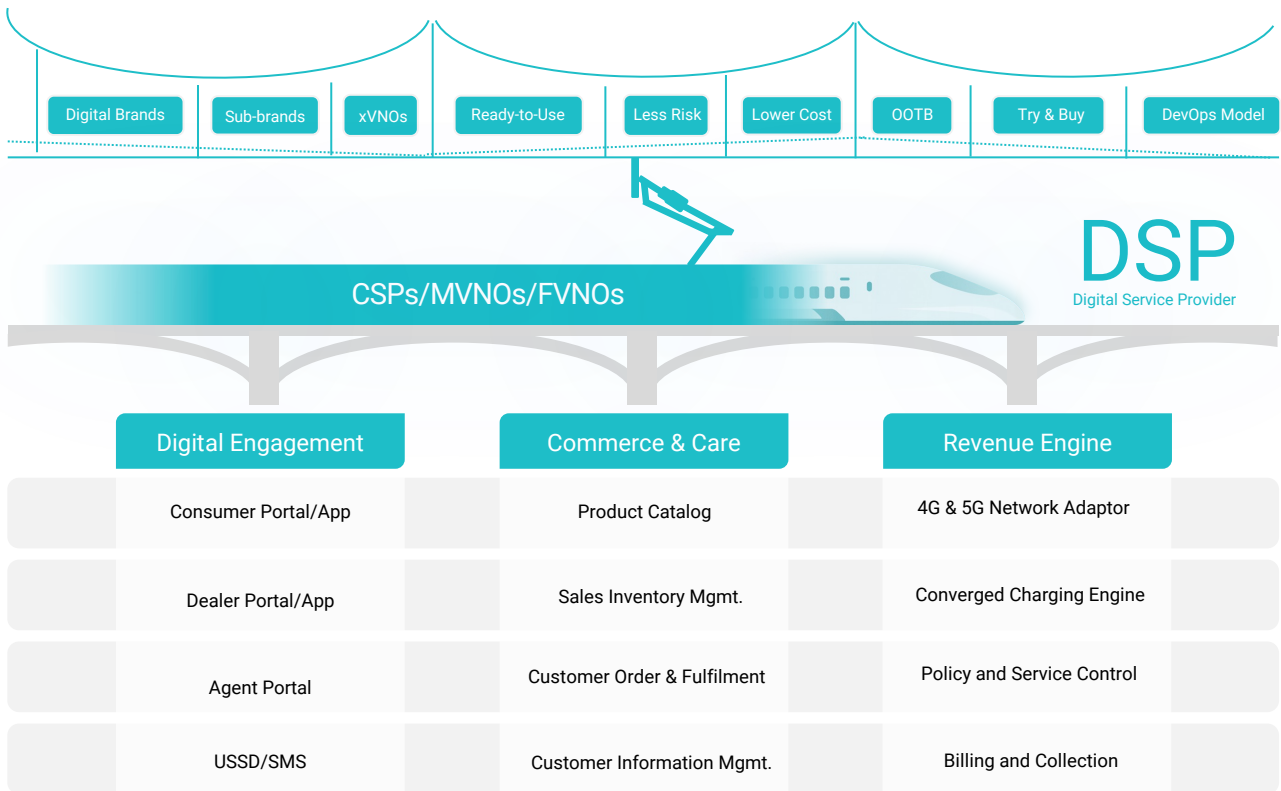 Digital Brands
Sub-brands
xVNOs
Ready-to-Use
Less Risk
Lower Cost
OOTB
Try & Buy
DevOps Model
DSP
Digital Service Provider
CSPs/MVNOs/FVNOs
Digital Engagement
Commerce & Care
Revenue Engine
Consumer Portal/App
Product Catalog
4G & 5G Network Adaptor
Dealer Portal/App
Sales Inventory Mgmt.
Converged Charging Engine
Agent Portal
Customer Order & Fulfilment
Policy and Service Control
USSD/SMS
Customer Information Mgmt.
Billing and Collection